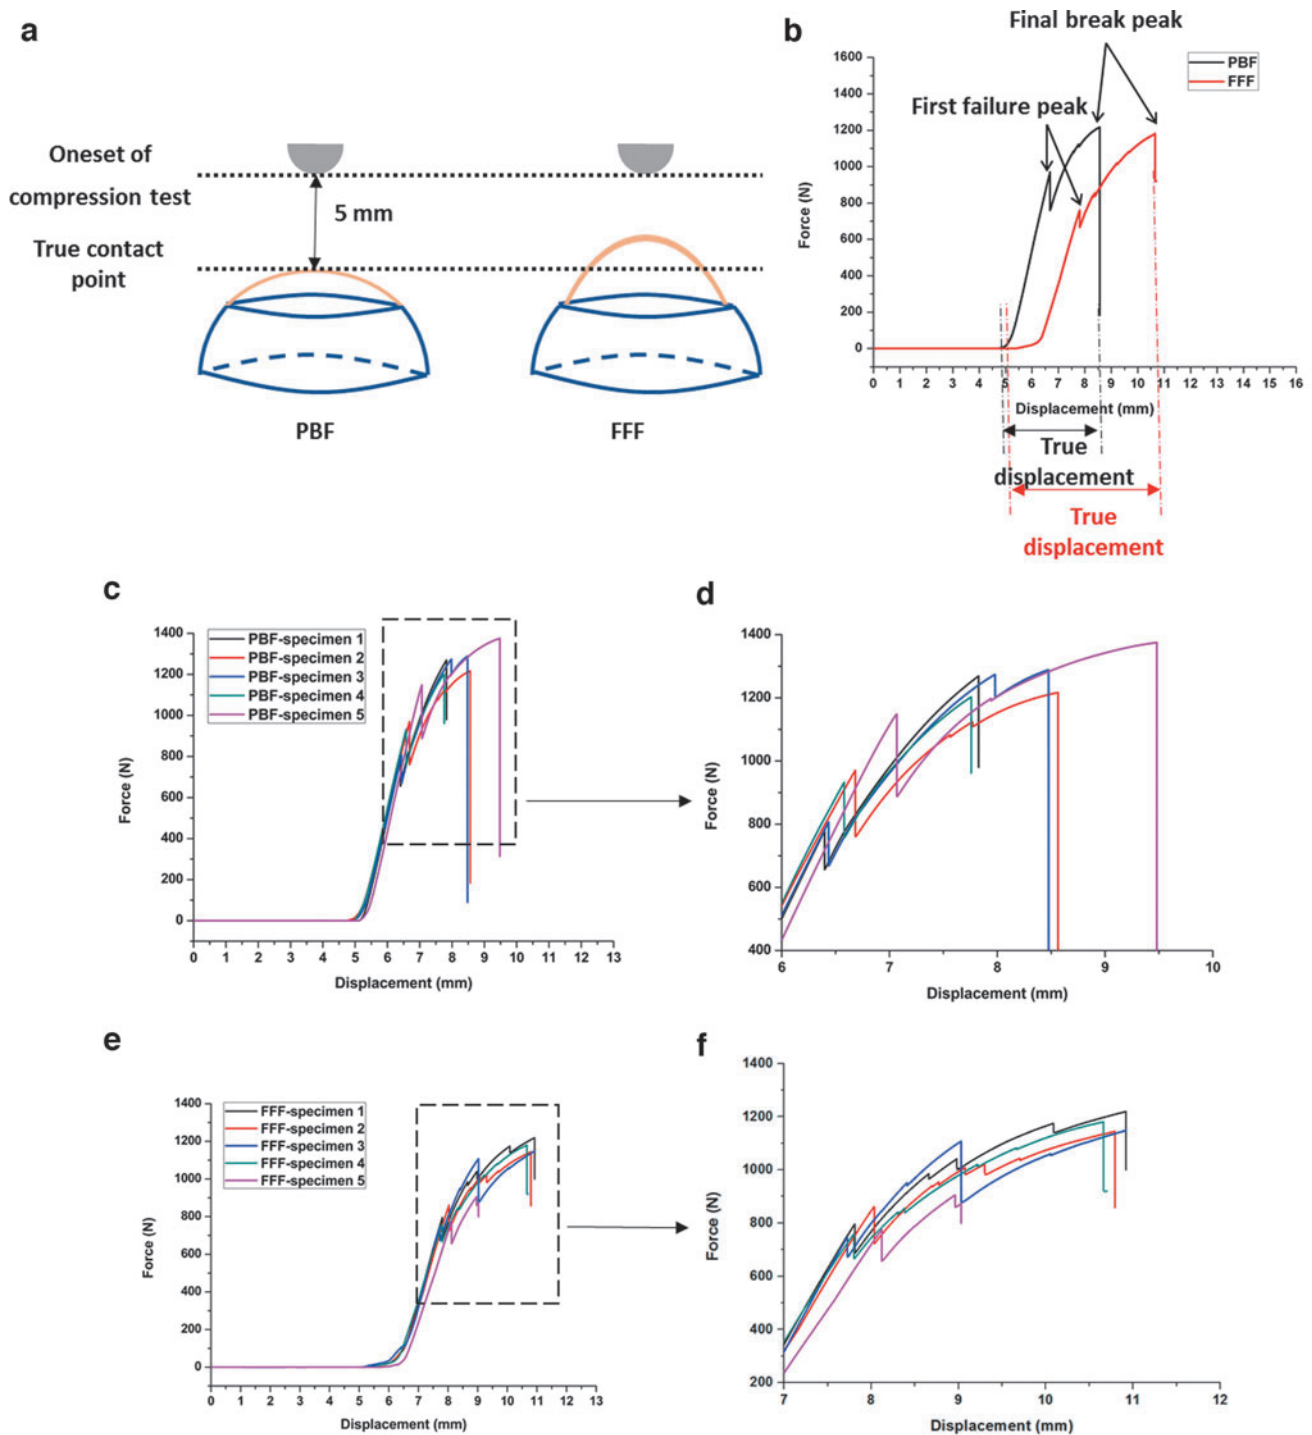 a
Oneset of
compression test
5 mm
True contact
point
PBF
FFF
b
Final break peak
First failure peak
PBF
FFF
1600
1400
1200
1000
800
600
400
200
0
Force (N)
0 1 2 3 4 5 6 7 8 9 10 11 12 13 14 15 16
Displacement (mm)
True
displacement
True
displacement
c
PBF-specimen 1
PBF-specimen 2
PBF-specimen 3
PBF-specimen 4
PBF-specimen 5
1400
1200
1000
800
600
400
200
0
Force (N)
0 1 2 3 4 5 6 7 8 9 10 11 12 13
Displacement (mm)
d
1400
1200
1000
800
600
400
Force (N)
6 7 8 9 10
Displacement (mm)
e
FFF-specimen 1
FFF-specimen 2
FFF-specimen 3
FFF-specimen 4
FFF-specimen 5
1400
1200
1000
800
600
400
200
0
Force (N)
0 1 2 3 4 5 6 7 8 9 10 11 12 13
Displacement (mm)
f
1400
1200
1000
800
600
400
200
Force (N)
7 8 9 10 11 12
Displacement (mm)